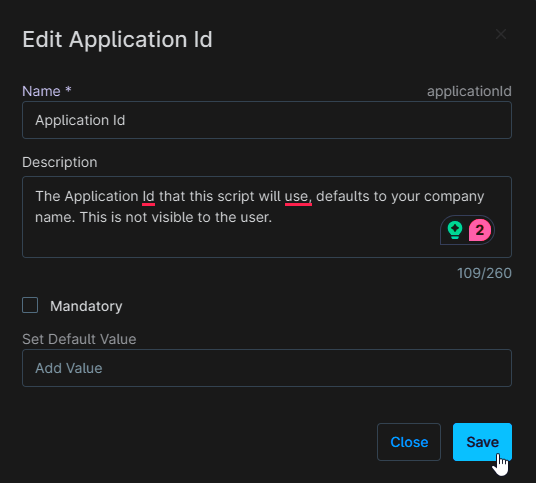 Edit Application Id
Name *
applicationId
Application Id
Description
The Application Id that this script will use, defaults to your company
name. This is not visible to the user.
2
109/260
Mandatory
Set Default Value
Add Value
Close
Save